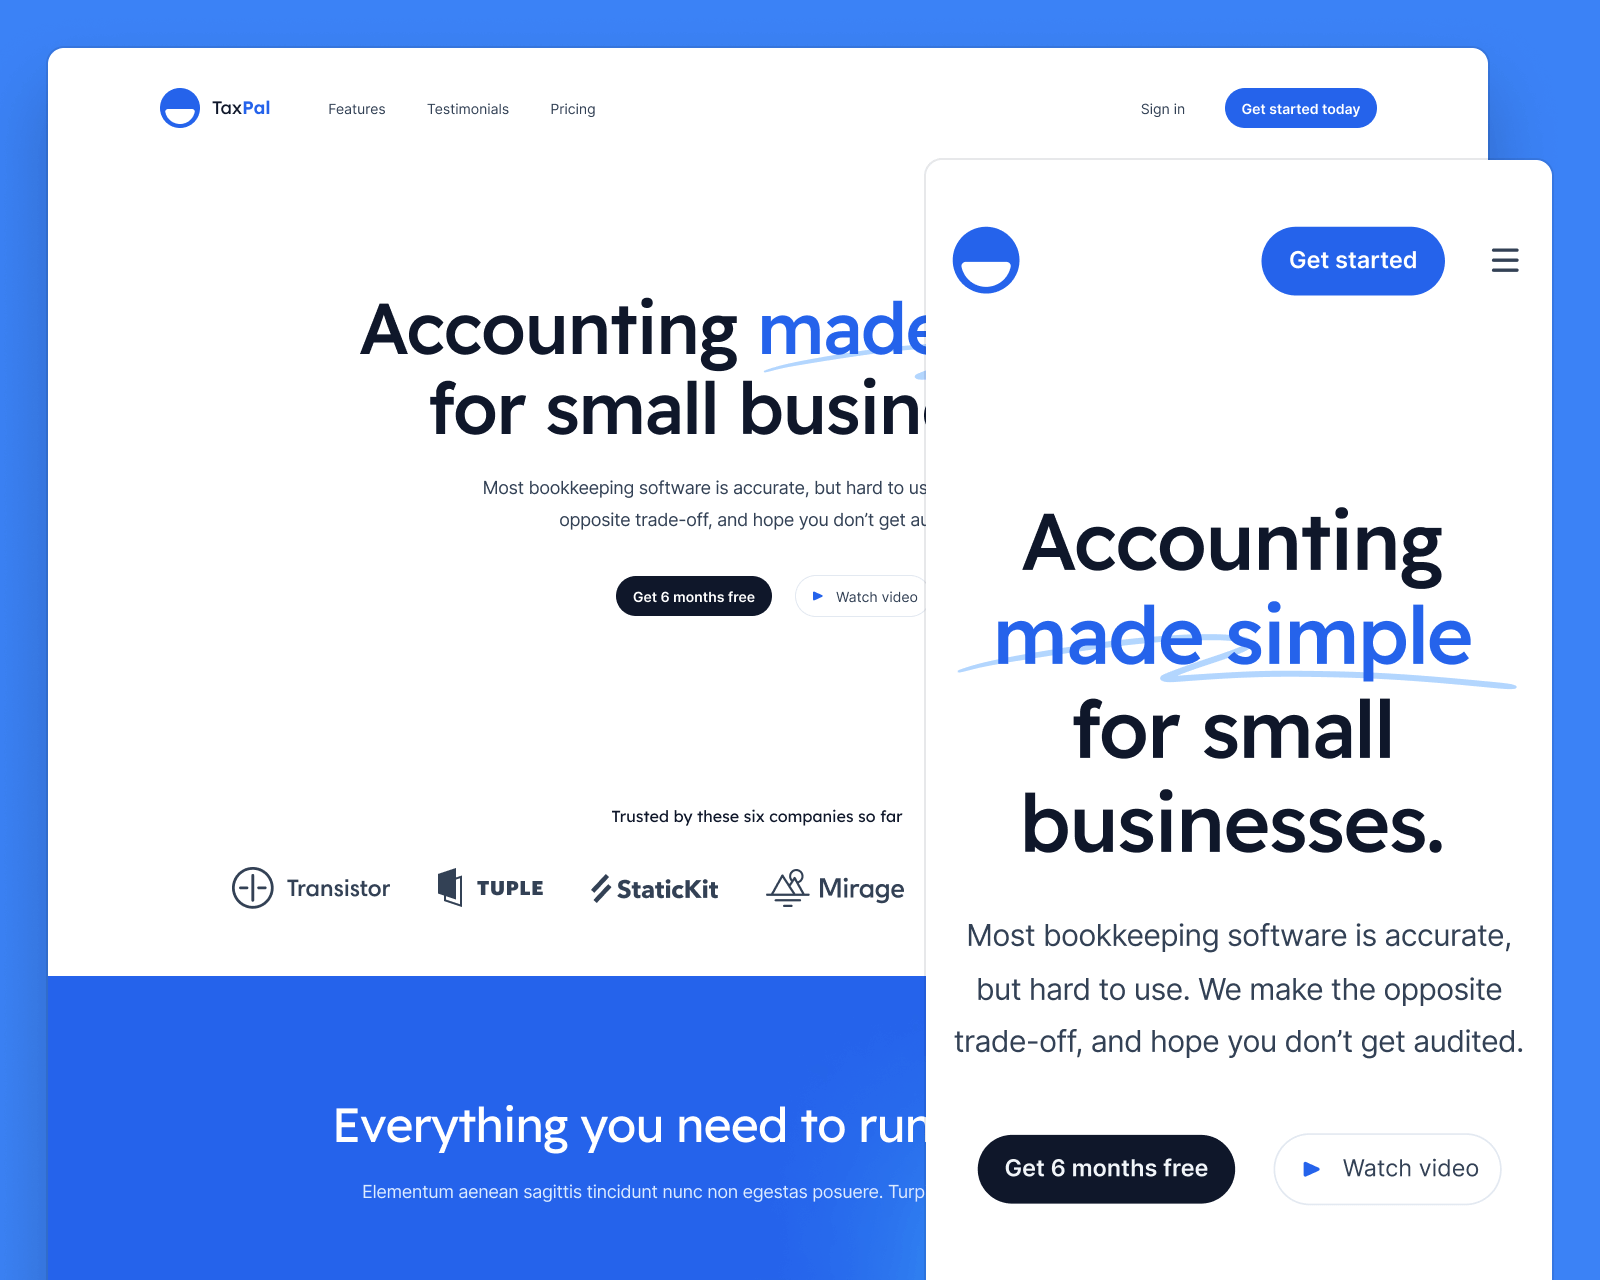 TaxPal
Features
Testimonials
Pricing
Sign in
Get started today
Accounting made
for small busin
Most bookkeeping software is accurate, but hard to us
opposite trade-off, and hope you don’t get au
Get 6 months free
Watch video
Trusted by these six companies so far
Transistor
TUPLE
StaticKit
Mirage
Everything you need to run
Elementum aenean sagittis tincidunt nunc non egestas posuere. Turp
Get started
Accounting
made simple
for small
businesses.
Most bookkeeping software is accurate,
but hard to use. We make the opposite
trade-off, and hope you don’t get audited.
Get 6 months free
Watch video